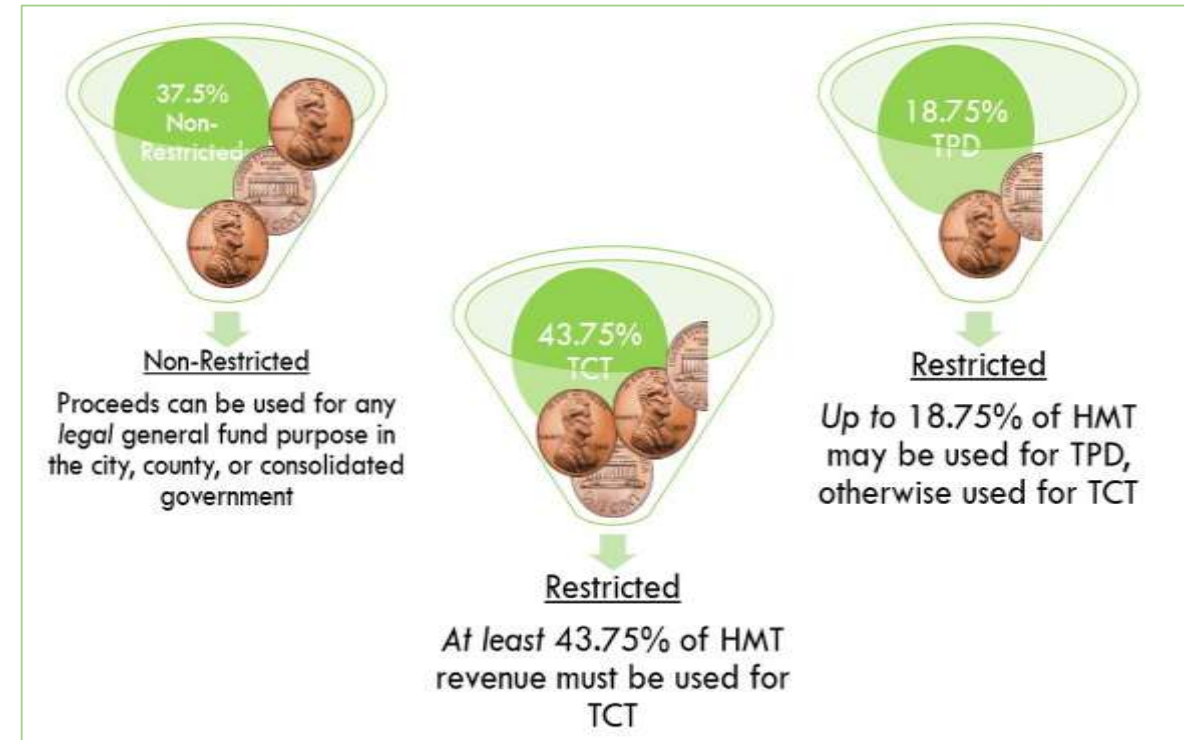 37.5%
Non-
Restricted
Non-Restricted
Proceeds can be used for any
legal general fund purpose in
the city, county, or consolidated
government
43.75%
TCT
Restricted
At least 43.75% of HMT
revenue must be used for
TCT
18.75%
TPD
Restricted
Up to 18.75% of HMT
may be used for TPD,
otherwise used for TCT